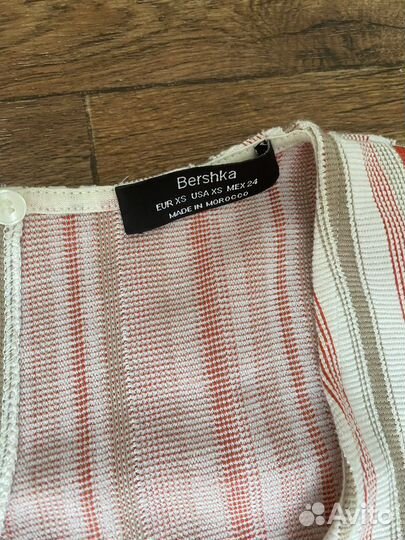 Bershka
EUR XS USA XS MEX 24
MADE IN MOROCCO
Avito